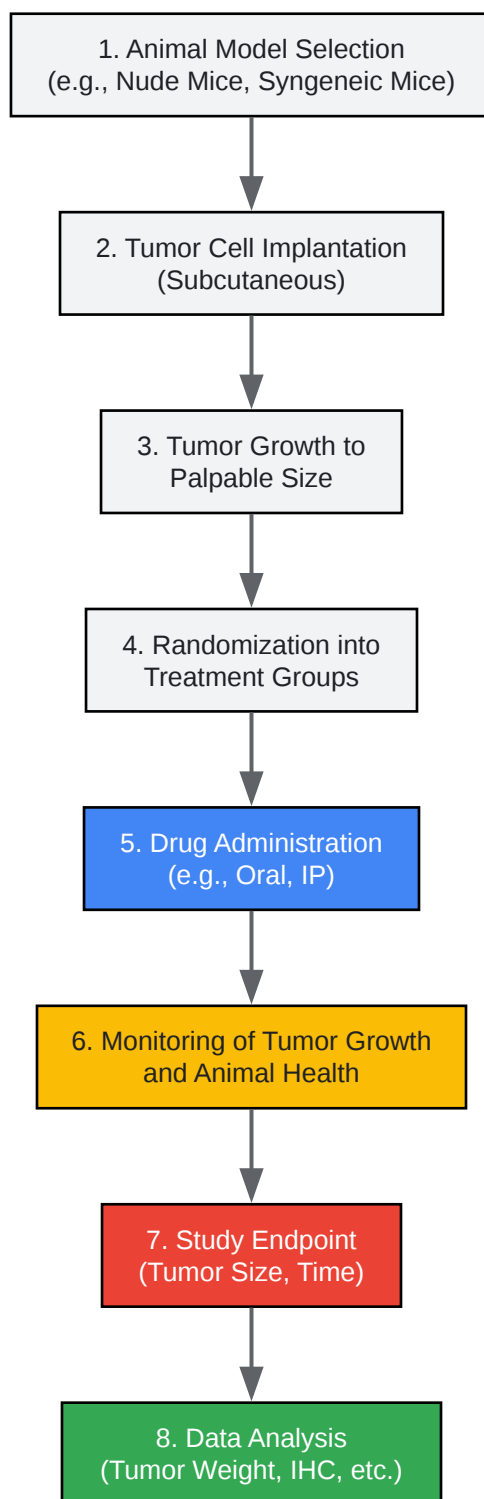 1. Animal Model Selection
(e.g., Nude Mice, Syngeneic Mice)
2. Tumor Cell Implantation
(Subcutaneous)
3. Tumor Growth to
Palpable Size
4. Randomization into
Treatment Groups
5. Drug Administration
(e.g., Oral, IP)
6. Monitoring of Tumor Growth
and Animal Health
7. Study Endpoint
(Tumor Size, Time)
8. Data Analysis
(Tumor Weight, IHC, etc.)